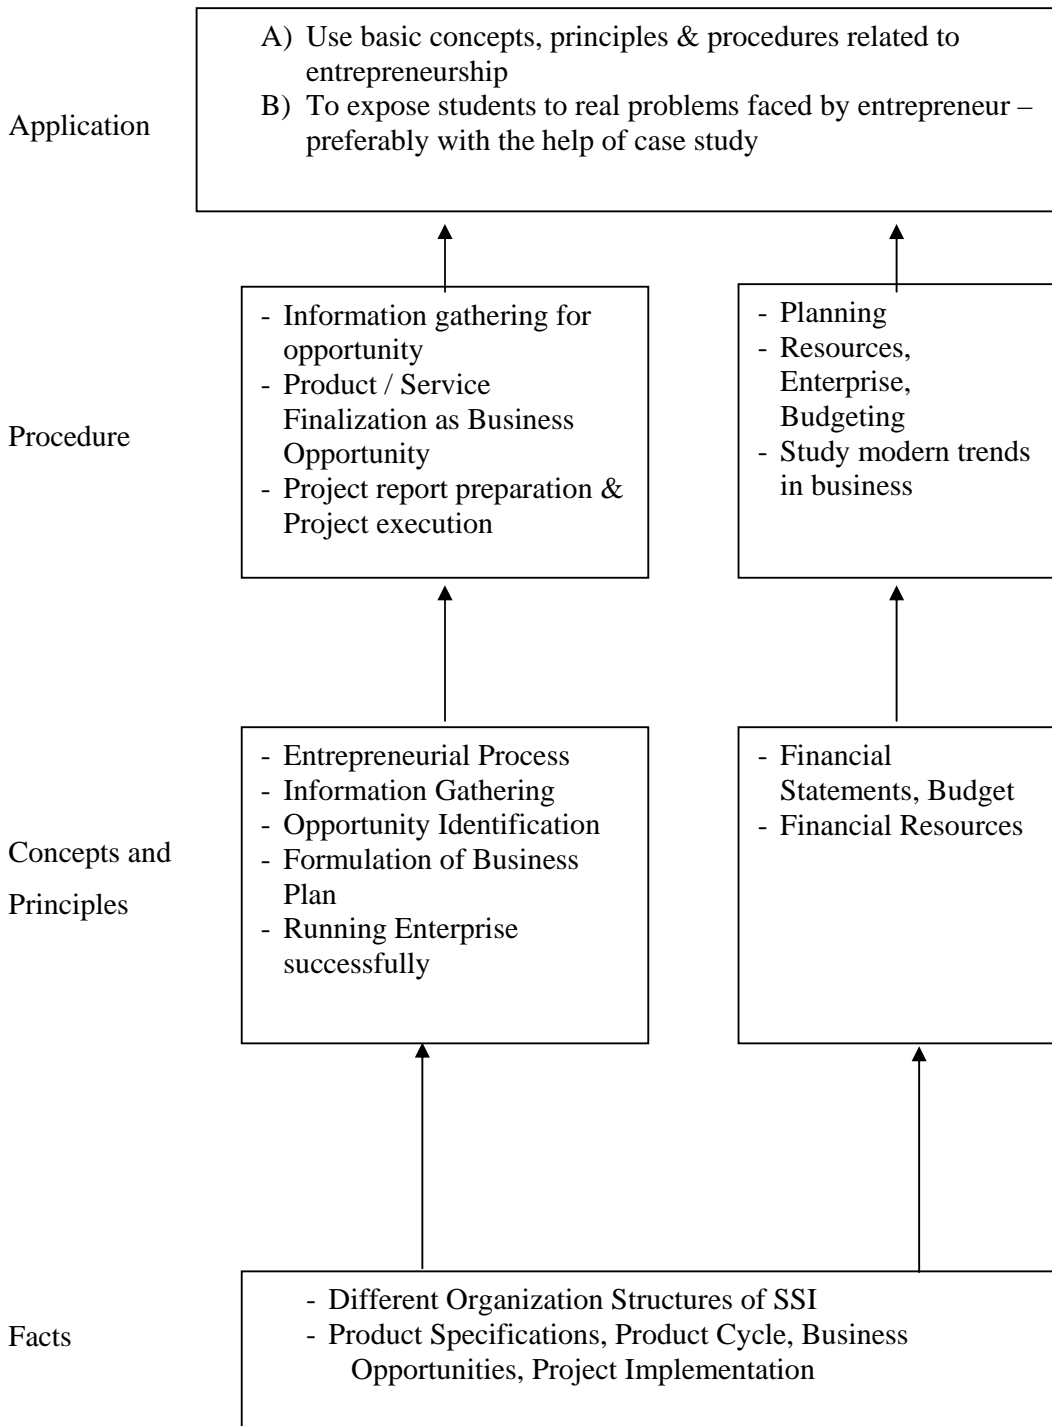 A) Use basic concepts, principles & procedures related to
entrepreneurship
B) To expose students to real problems faced by entrepreneur –
preferably with the help of case study
Application
- Information gathering for
opportunity
- Product / Service
Finalization as Business
Opportunity
- Project report preparation &
Project execution
- Planning
- Resources,
Enterprise,
Budgeting
- Study modern trends
in business
Procedure
- Entrepreneurial Process
- Information Gathering
- Opportunity Identification
- Formulation of Business
Plan
- Running Enterprise
successfully
- Financial
Statements, Budget
- Financial Resources
Concepts and
Principles
- Different Organization Structures of SSI
- Product Specifications, Product Cycle, Business
Opportunities, Project Implementation
Facts